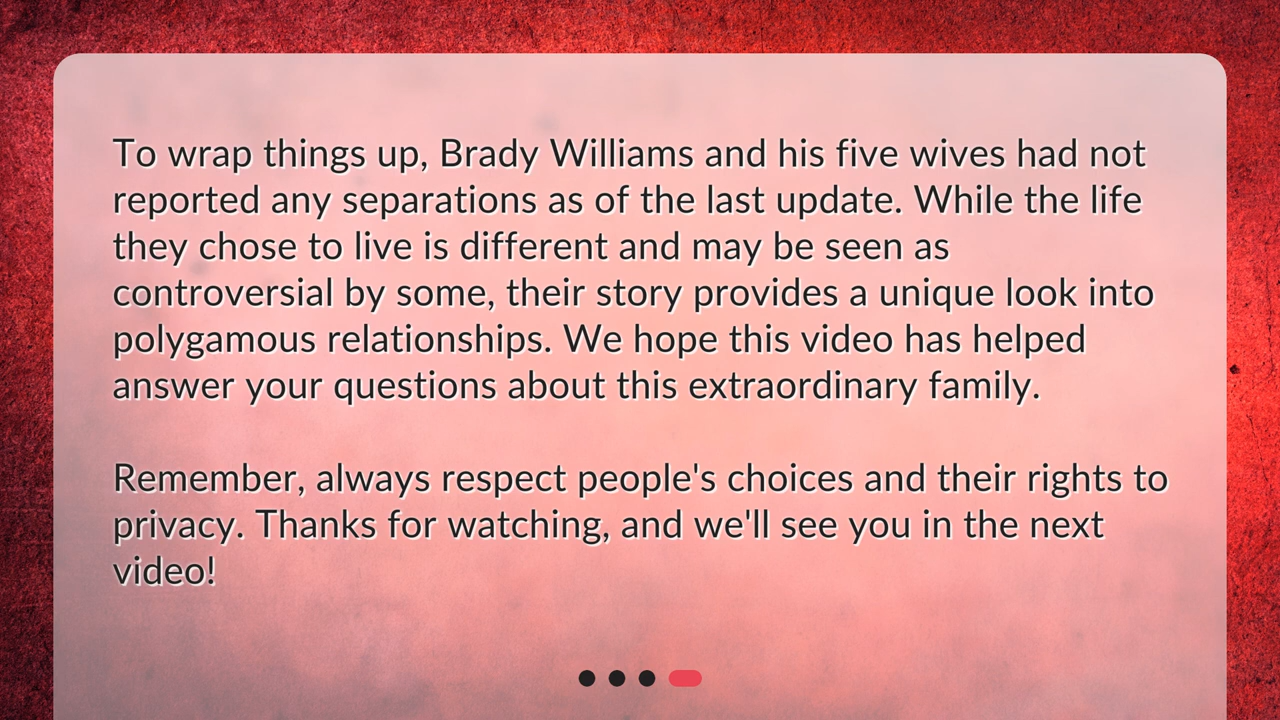 To wrap things up, Brady Williams and his five wives had not
reported any separations as of the last update. While the life
they chose to live is different and may be seen as
controversial by some, their story provides a unique look into
polygamous relationships. We hope this video has helped
answer your questions about this extraordinary family.
Remember, always respect people's choices and their rights to
privacy. Thanks for watching, and we'll see you in the next
video!